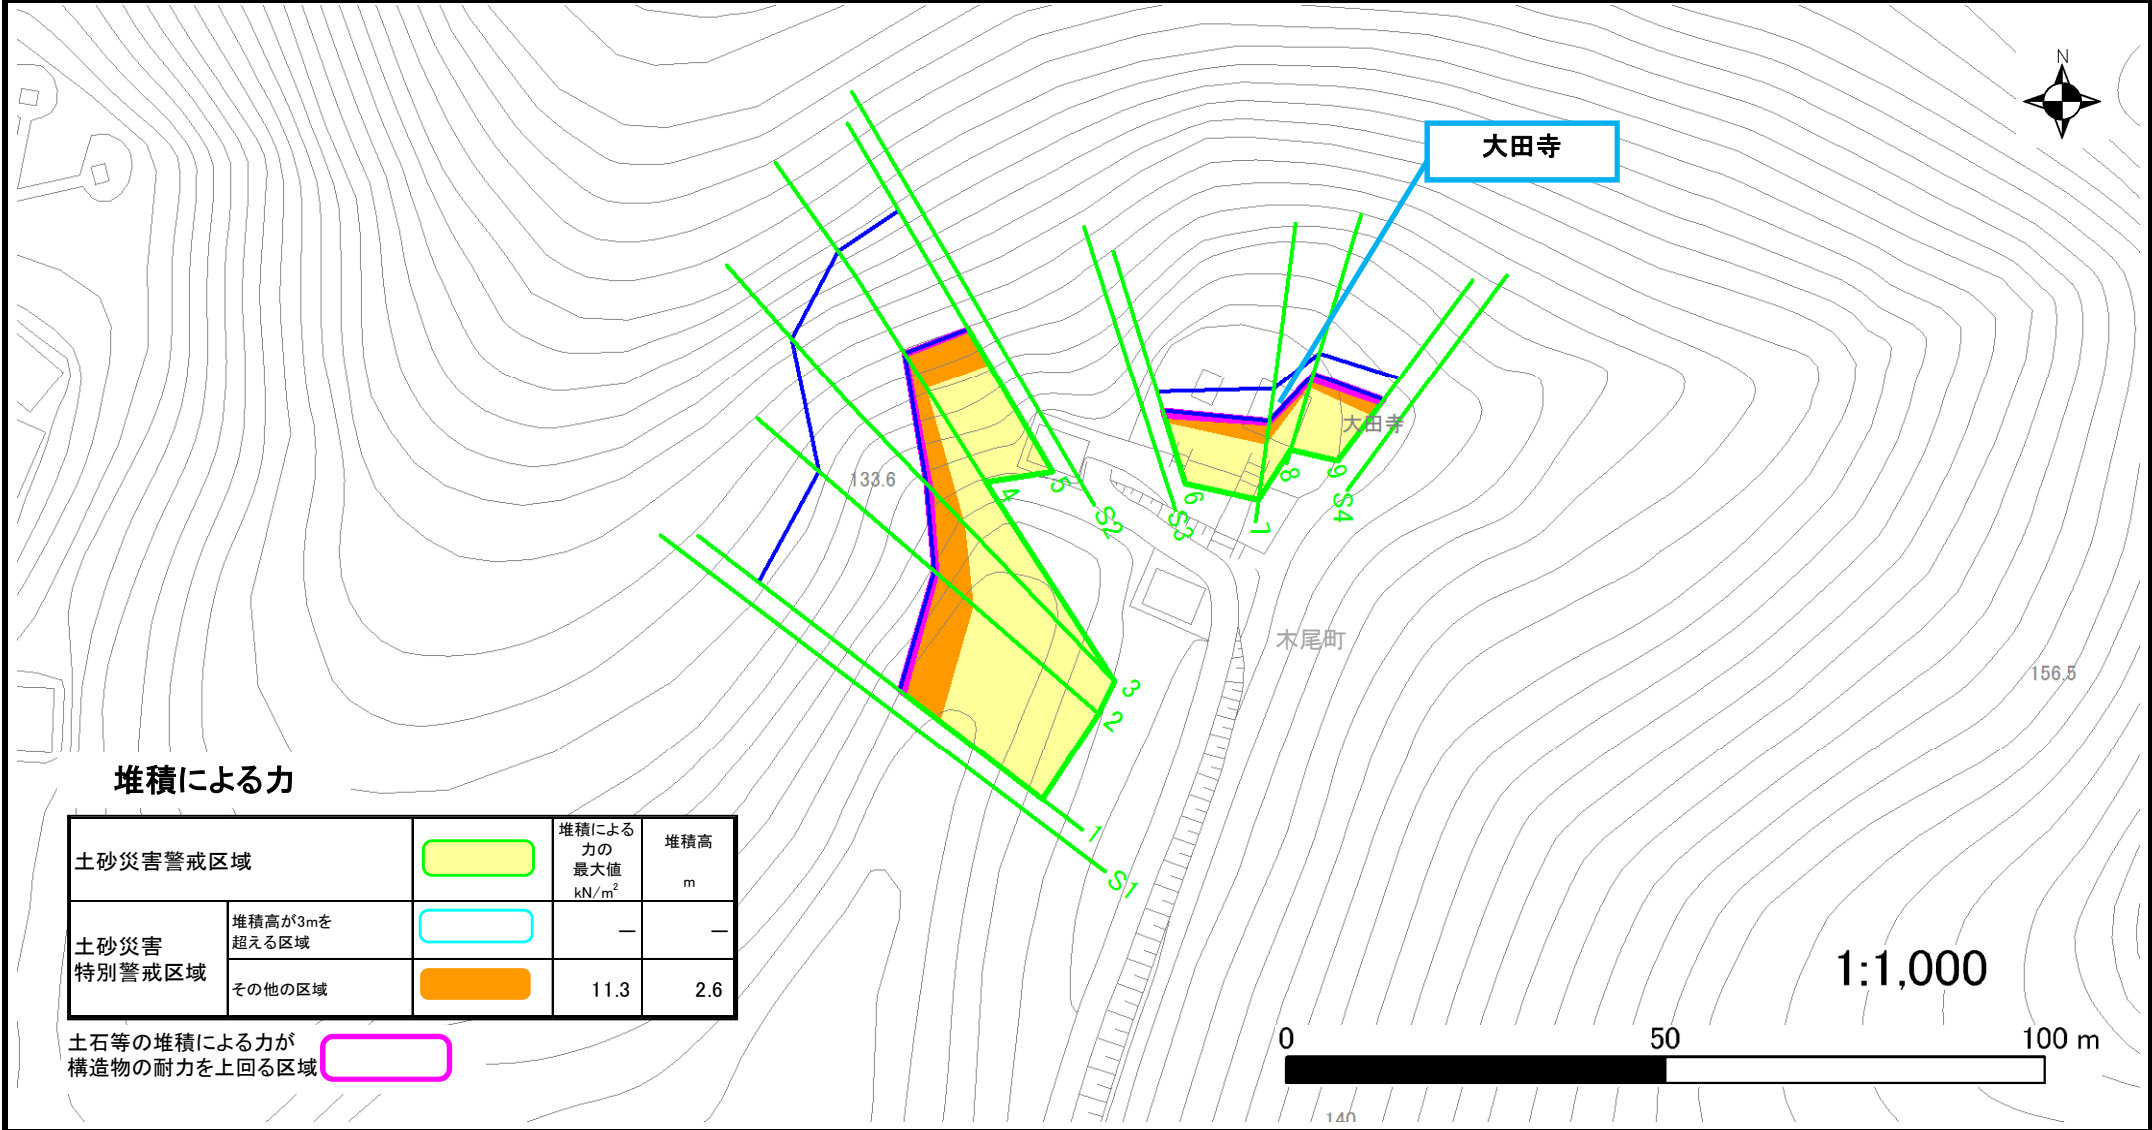 N
大田寺
133.6
大田寺
5
4
S2
S3
6
7
8
9
S4
木尾町
3
2
1
S1
156.5
堆積による力
土砂災害警戒区域
堆積による
力の
最大値
kN/m²
堆積高
m
土砂災害
特別警戒区域
堆積高が3mを
超える区域
―
―
その他の区域
11.3
2.6
土石等の堆積による力が
構造物の耐力を上回る区域
1:1,000
0
50
100 m
140